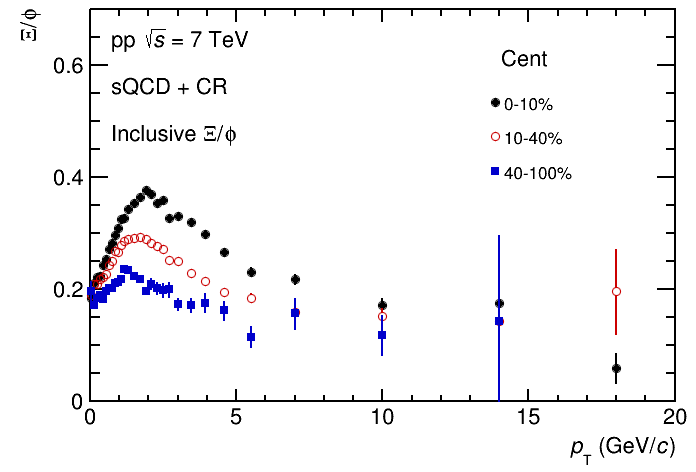 Ξ/ϕ
pp √s = 7 TeV
sQCD + CR
Inclusive Ξ/ϕ
Cent
0-10%
10-40%
40-100%
0.6
0.4
0.2
0
0 5 10 15 20
p_T (GeV/c)